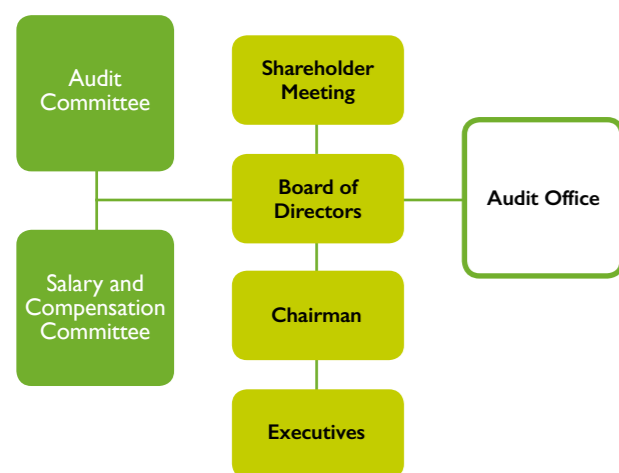 Audit
Committee
Shareholder
Meeting
Board of
Directors
Audit Office
Salary and
Compensation
Committee
Chairman
Executives